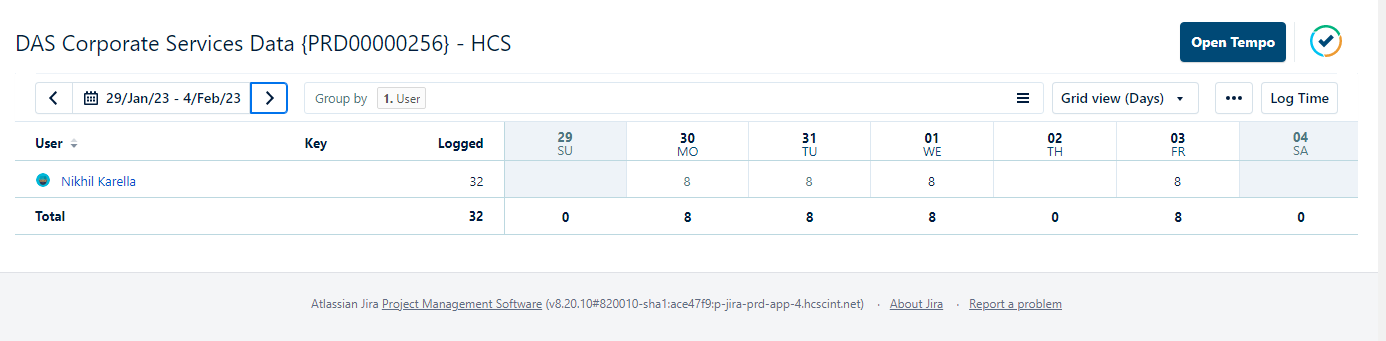 DAS Corporate Services Data {PRD00000256} - HCS
Open Tempo
29/Jan/23 - 4/Feb/23
Group by 1. User
Grid view (Days)
Log Time
User Key Logged 29 30 31 01 02 03 04
SU MO TU WE TH FR SA
Nikhil Karella 32 8 8 8 8
Total 32 0 8 8 8 0 8 0
Atlassian Jira Project Management Software (v8.20.10#820010-sha1:ace47f9:p-jira-prd-app-4.hcscint.net) · About Jira · Report a problem